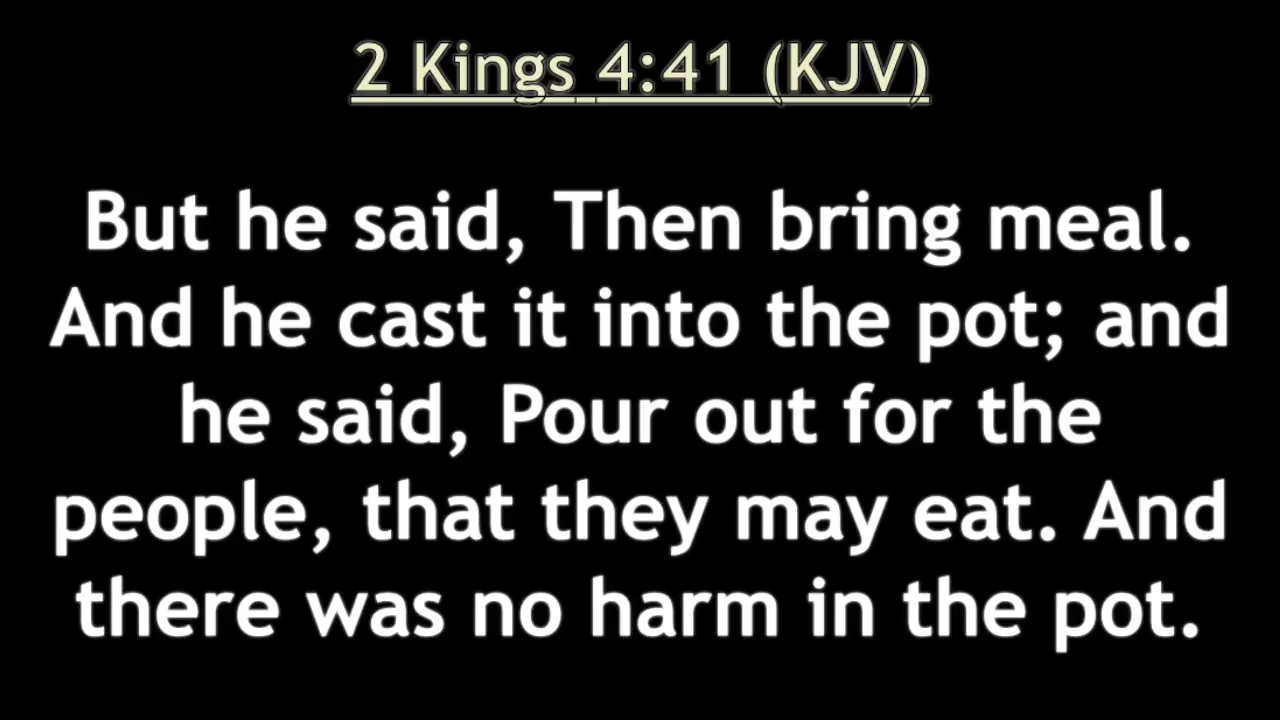 2 Kings 4:41 (KJV)
But he said, Then bring meal.
And he cast it into the pot; and
he said, Pour out for the
people, that they may eat. And
there was no harm in the pot.